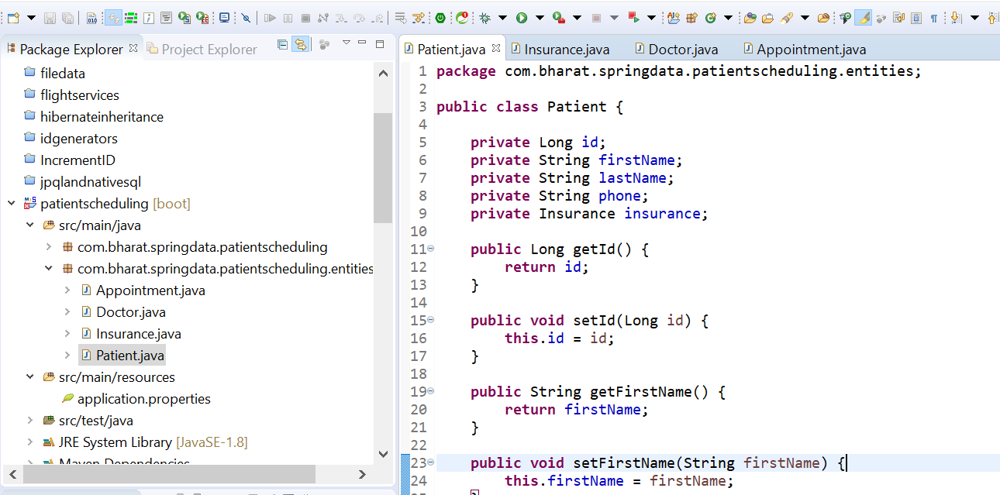 Package Explorer Project Explorer
filedata
flightservices
hibernateinheritance
idgenerators
IncrementID
jpqlandnativesql
patientscheduling [boot]
src/main/java
com.bharat.springdata.patientscheduling
com.bharat.springdata.patientscheduling.entities
Appointment.java
Doctor.java
Insurance.java
Patient.java
src/main/resources
application.properties
src/test/java
JRE System Library [JavaSE-1.8]
Maven Dependencies
Patient.java Insurance.java Doctor.java Appointment.java
1 package com.bharat.springdata.patientscheduling.entities;
2
3 public class Patient {
4
5 private Long id;
6 private String firstName;
7 private String lastName;
8 private String phone;
9 private Insurance insurance;
10
11 public Long getId() {
12 return id;
13 }
14
15 public void setId(Long id) {
16 this.id = id;
17 }
18
19 public String getFirstName() {
20 return firstName;
21 }
22
23 public void setFirstName(String firstName) {
24 this.firstName = firstName;